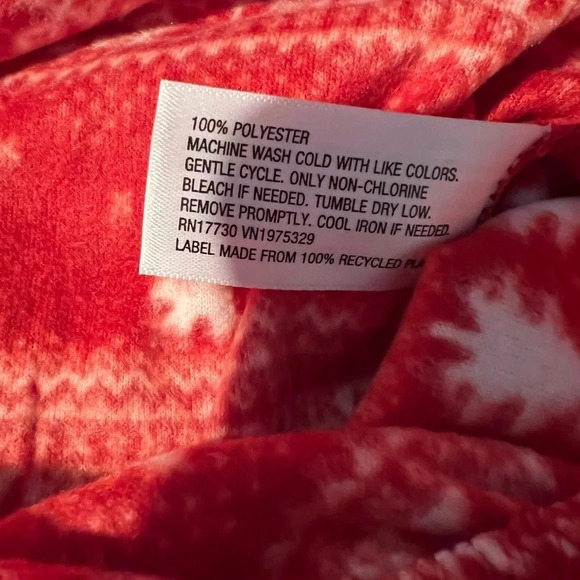 100% POLYESTER
MACHINE WASH COLD WITH LIKE COLORS.
GENTLE CYCLE. ONLY NON-CHLORINE
BLEACH IF NEEDED. TUMBLE DRY LOW.
REMOVE PROMPTLY. COOL IRON IF NEEDED.
RN17730 VN1975329
LABEL MADE FROM 100% RECYCLED